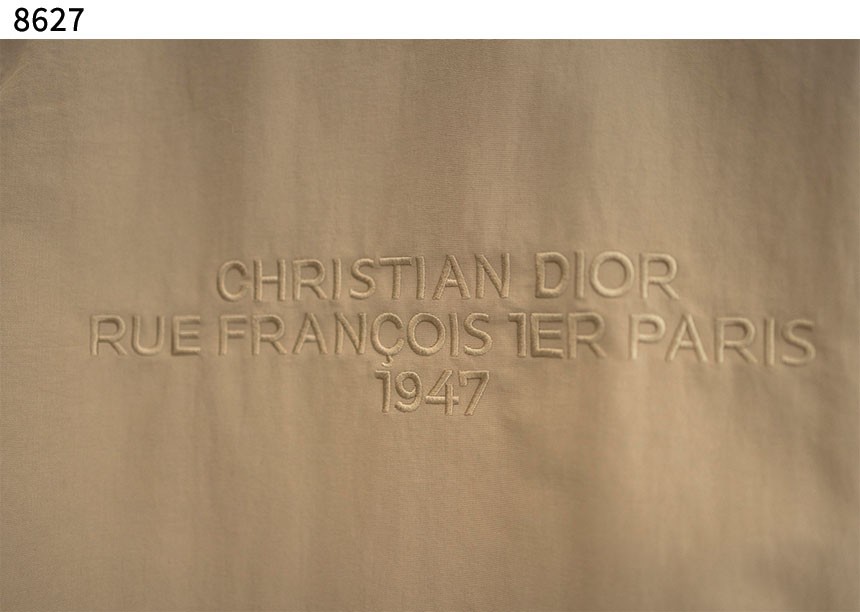 8627
CHRISTIAN DIOR
RUE FRANÇOIS 1ER PARIS
1947